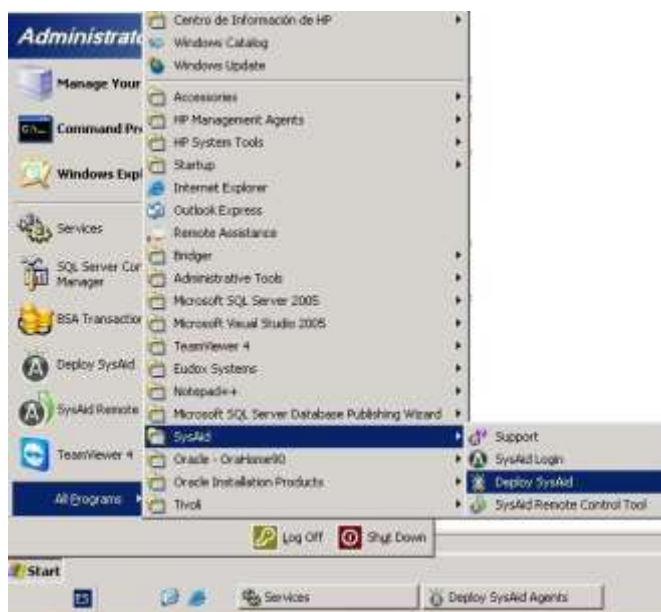 Administrato
Centro de Información de HP
Windows Catalog
Windows Update
Accessories
HP Management Agents
HP System Tools
Startup
Internet Explorer
Outlook Express
Remote Assistance
Bridger
Administrative Tools
Microsoft SQL Server 2005
Microsoft Visual Studio 2005
TeamViewer 4
Eudox Systems
Notepad++
Microsoft SQL Server Database Publishing Wizard
SysAid
Oracle - OraHome90
Oracle Installation Products
Tivoli
Manage Your
Command Pro
Windows Expl
Services
SQL Server Con
Manager
BSA Transaction
Deploy SysAid
SysAid Remote
TeamViewer 4
All Programs
Support
SysAid Login
Deploy SysAid
SysAid Remote Control Tool
Log Off
Shut Down
Start
ES
Services
Deploy SysAid Agents